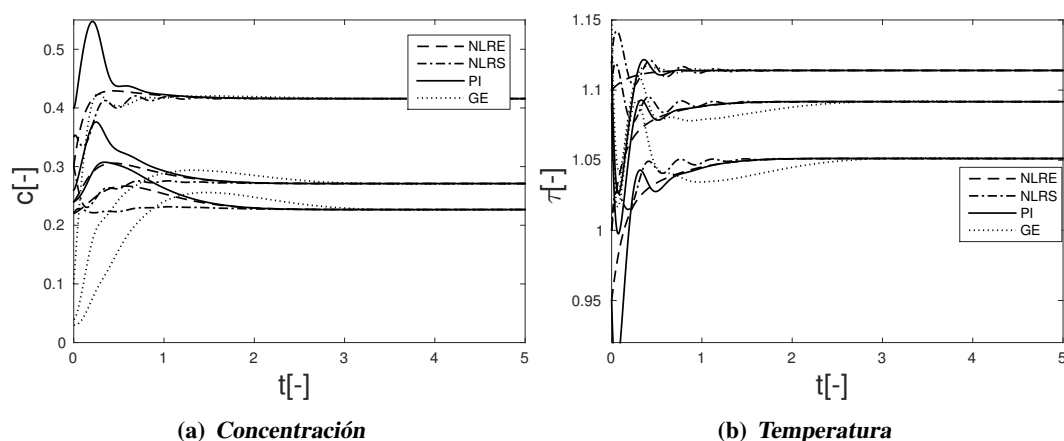 0.5
0.4
0.3
0.2
0.1
0
c[-]
0 1 2 3 4 5
t[-]
NLRE
NLRS
PI
GE
(a) Concentración
1.15
1.1
1.05
1
0.95
τ[-]
0 1 2 3 4 5
t[-]
NLRE
NLRS
PI
GE
(b) Temperatura